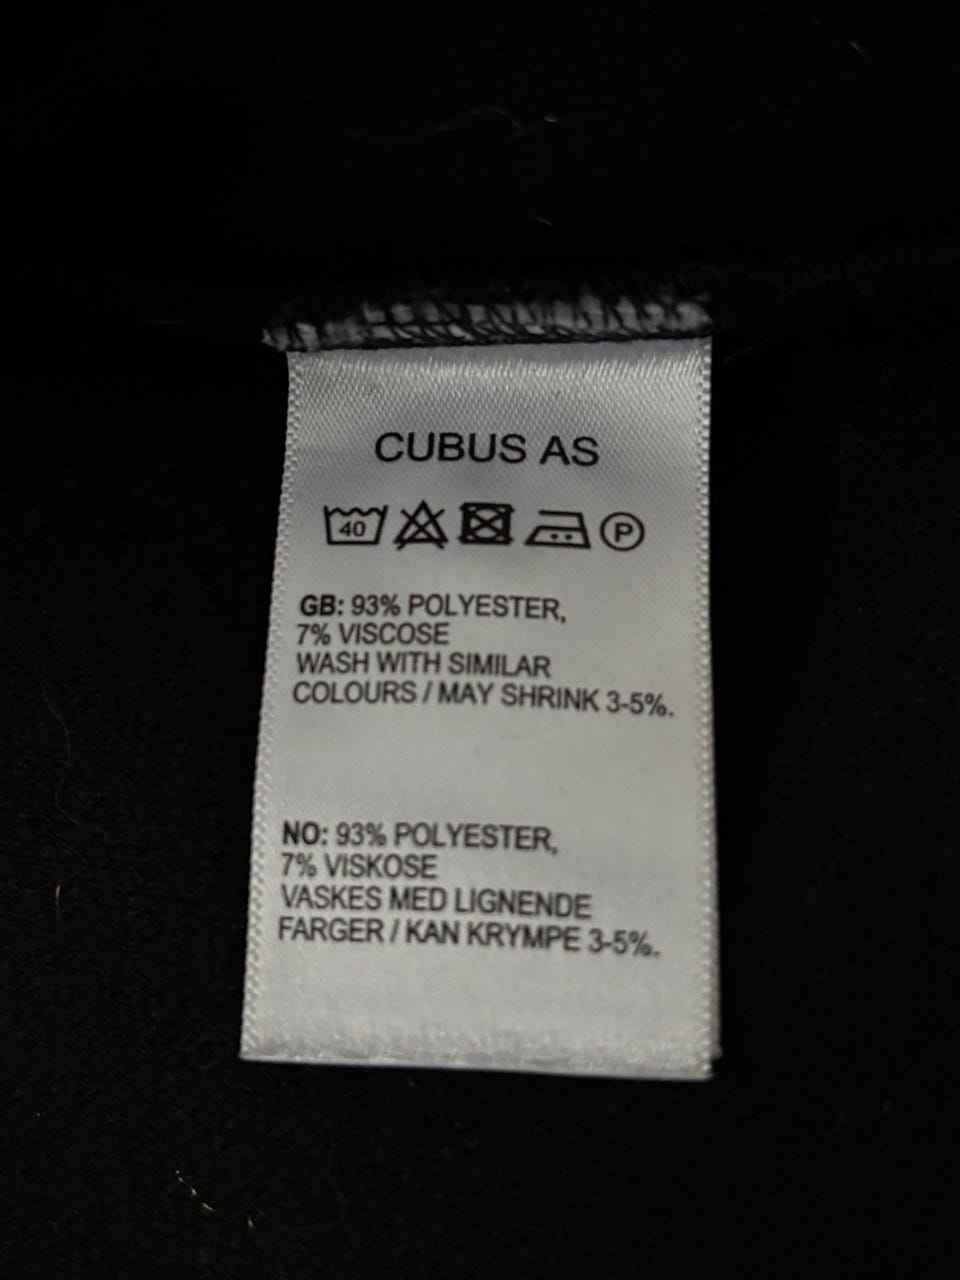 CUBUS AS
40 P
GB: 93% POLYESTER,
7% VISCOSE
WASH WITH SIMILAR
COLOURS / MAY SHRINK 3-5%.
NO: 93% POLYESTER,
7% VISKOSE
VASKES MED LIGNENDE
FARGER / KAN KRYMPE 3-5%.